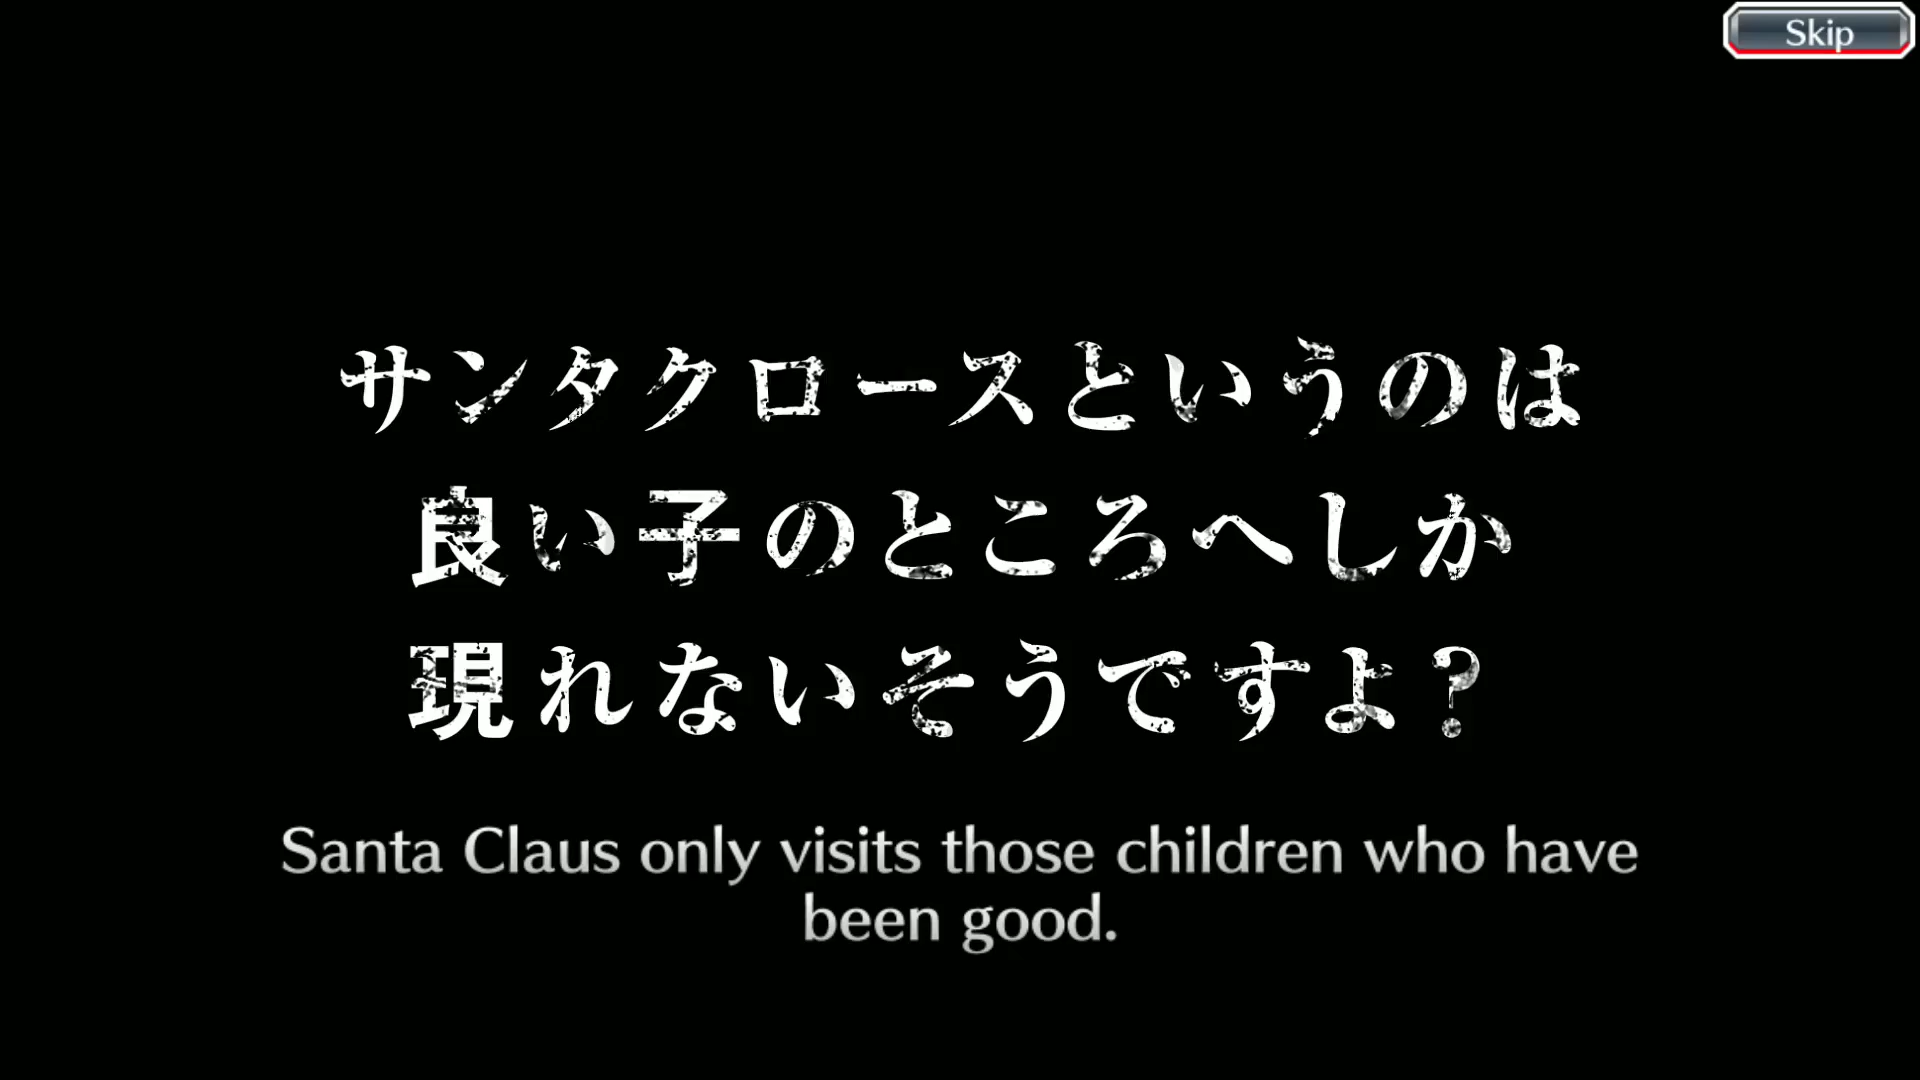 Skip
サンタクロースというのは
良い子のところへしか
現れないそうですよ?
Santa Claus only visits those children who have
been good.